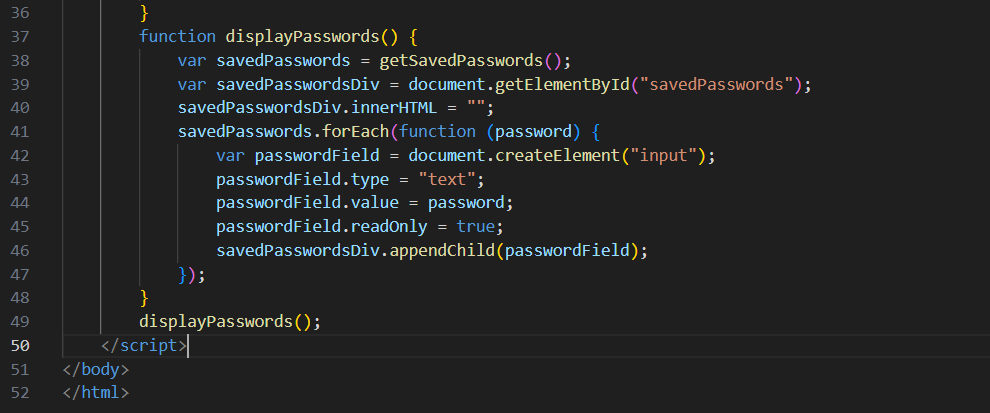 36 }
37 function displayPasswords() {
38 var savedPasswords = getSavedPasswords();
39 var savedPasswordsDiv = document.getElementById("savedPasswords");
40 savedPasswordsDiv.innerHTML = "";
41 savedPasswords.forEach(function (password) {
42 var passwordField = document.createElement("input");
43 passwordField.type = "text";
44 passwordField.value = password;
45 passwordField.readOnly = true;
46 savedPasswordsDiv.appendChild(passwordField);
47 });
48 }
49 displayPasswords();
50 </script>
51 </body>
52 </html>